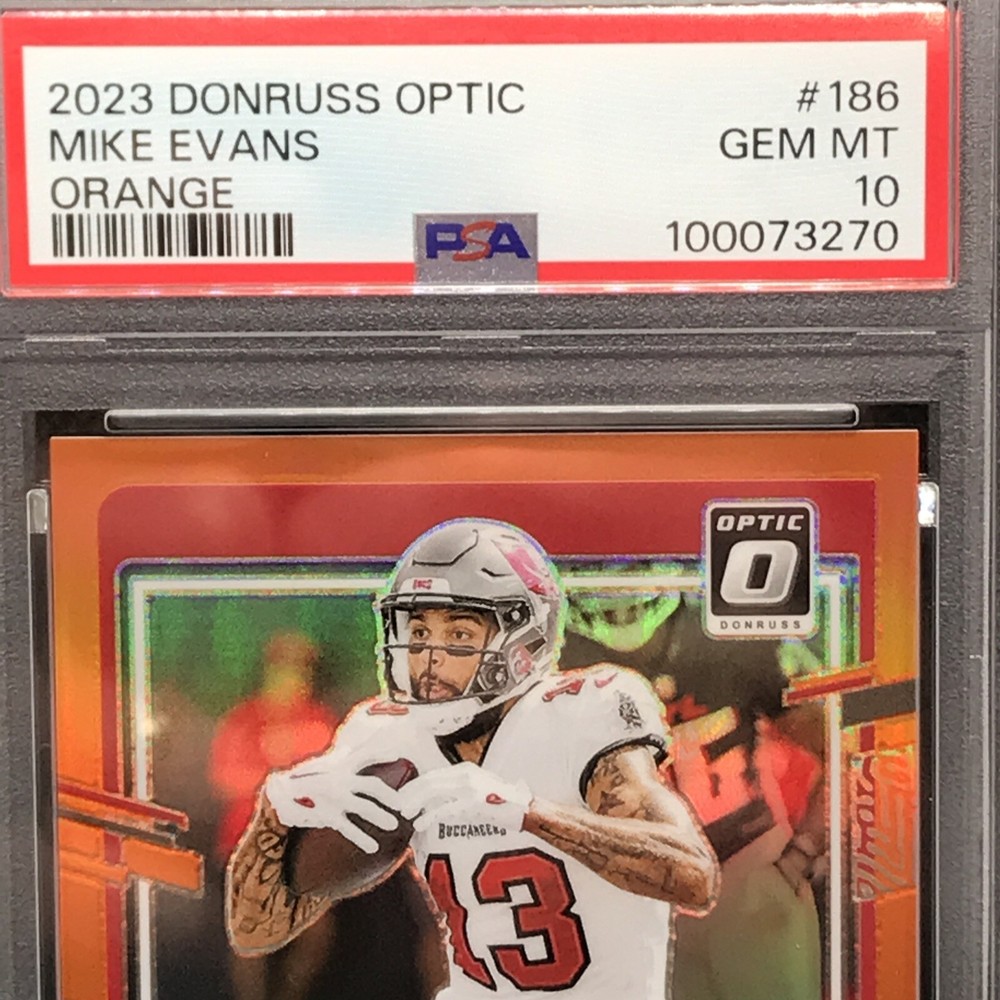 2023 DONRUSS OPTIC #186
MIKE EVANS GEM MT
ORANGE 10
PSA 100073270
OPTIC
O
DONRUSS
BUCCANEERS
13